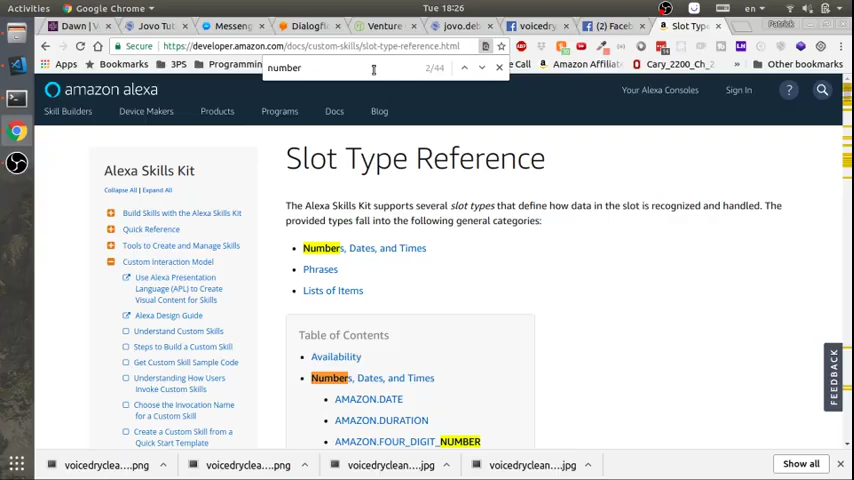 Activities
Google Chrome
Tue 18:26
en
Patrick
Dawn | V
Jovo Tut
Messeng
Dialogfl
Venture
jovo.deb
voicedry
(2) Faceb
Slot Typ
Secure
https://developer.amazon.com/docs/custom-skills/slot-type-reference.html
Apps
Bookmarks
3PS
Programm
Amazon Affiliat
Cary_2200_Ch_2
number
2/44
amazon alexa
Your Alexa Consoles
Sign In
?
Skill Builders
Device Makers
Products
Programs
Docs
Blog
Alexa Skills Kit
Collapse All | Expand All
Build Skills with the Alexa Skills Kit
Quick Reference
Tools to Create and Manage Skills
Custom Interaction Model
Use Alexa Presentation
Language (APL) to Create
Visual Content for Skills
Alexa Design Guide
Understand Custom Skills
Steps to Build a Custom Skill
Get Custom Skill Sample Code
Understanding How Users
Invoke Custom Skills
Choose the Invocation Name
for a Custom Skill
Create a Custom Skill from a
Quick Start Template
Slot Type Reference
The Alexa Skills Kit supports several slot types that define how data in the slot is recognized and handled. The
provided types fall into the following general categories:
Numbers, Dates, and Times
Phrases
Lists of Items
Table of Contents
Availability
Numbers, Dates, and Times
AMAZON.DATE
AMAZON.DURATION
AMAZON.FOUR_DIGIT_NUMBER
FEEDBACK
voicedryclea....png
voicedryclea....png
voicedryclean....jpg
voicedryclean....jpg
Show all